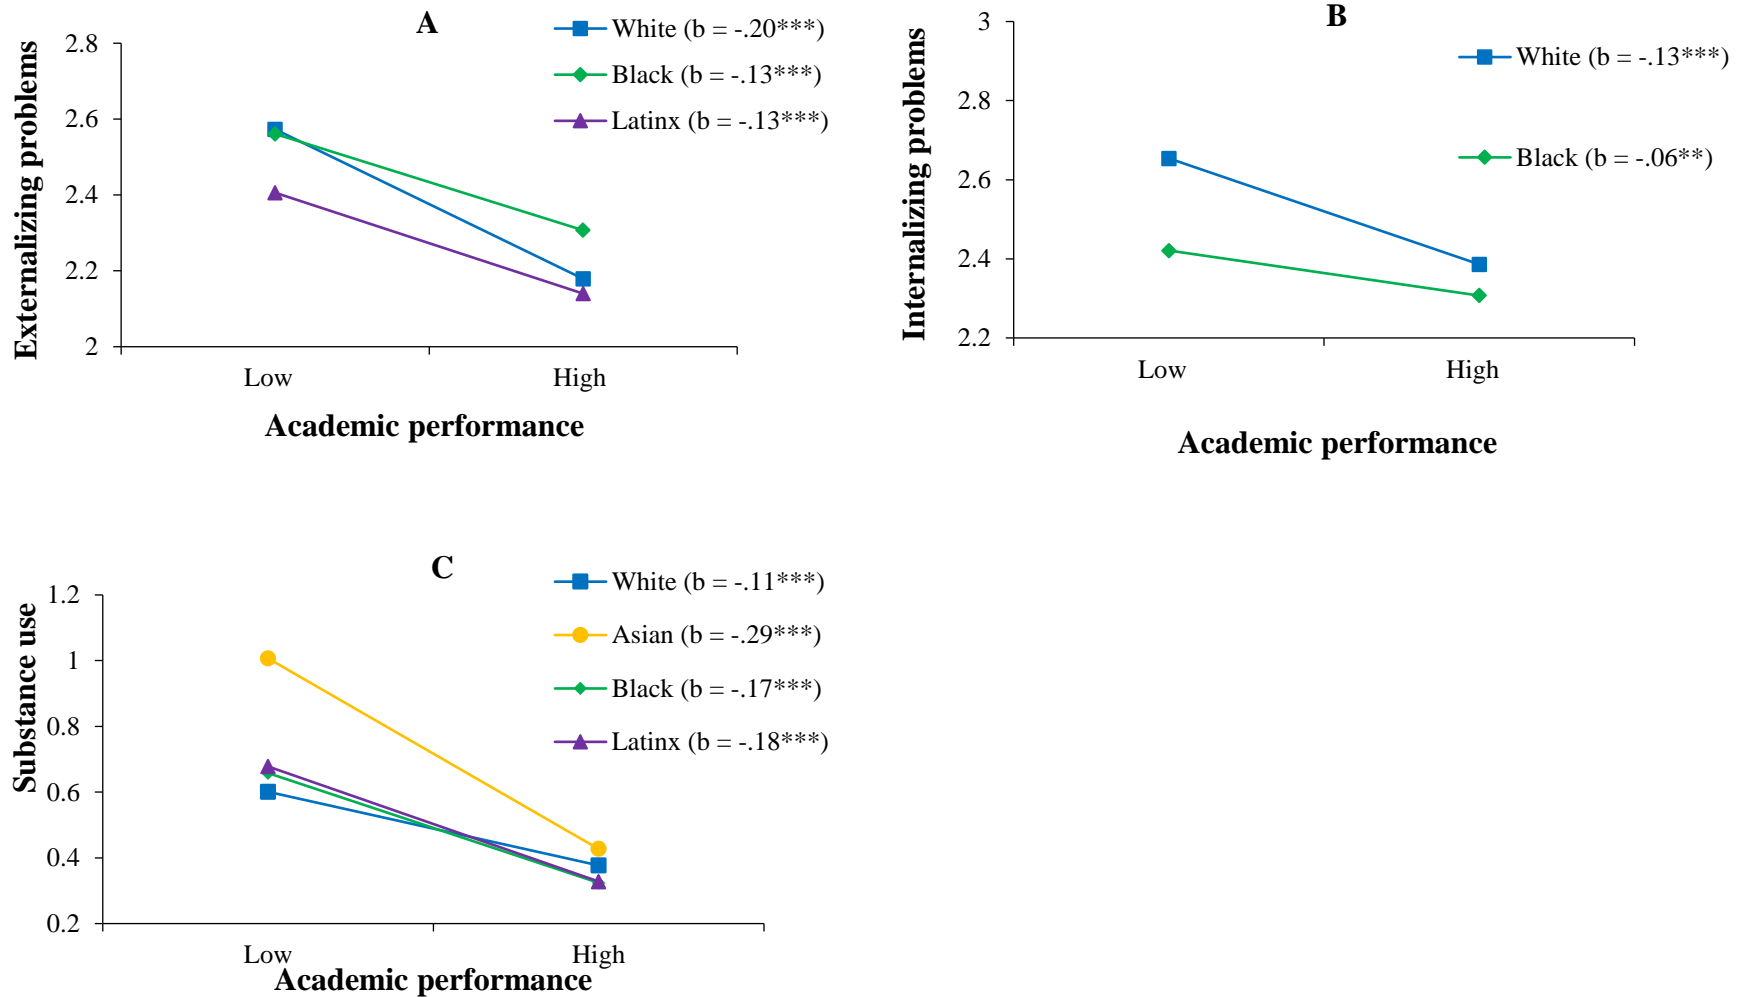 A
White (b = -.20***)
Black (b = -.13***)
Latinx (b = -.13***)
Externalizing problems
2.8
2.6
2.4
2.2
2
Low High
Academic performance
B
White (b = -.13***)
Black (b = -.06**)
Internalizing problems
3
2.8
2.6
2.4
2.2
Low High
Academic performance
C
White (b = -.11***)
Asian (b = -.29***)
Black (b = -.17***)
Latinx (b = -.18***)
Substance use
1.2
1
0.8
0.6
0.4
0.2
Low High
Academic performance